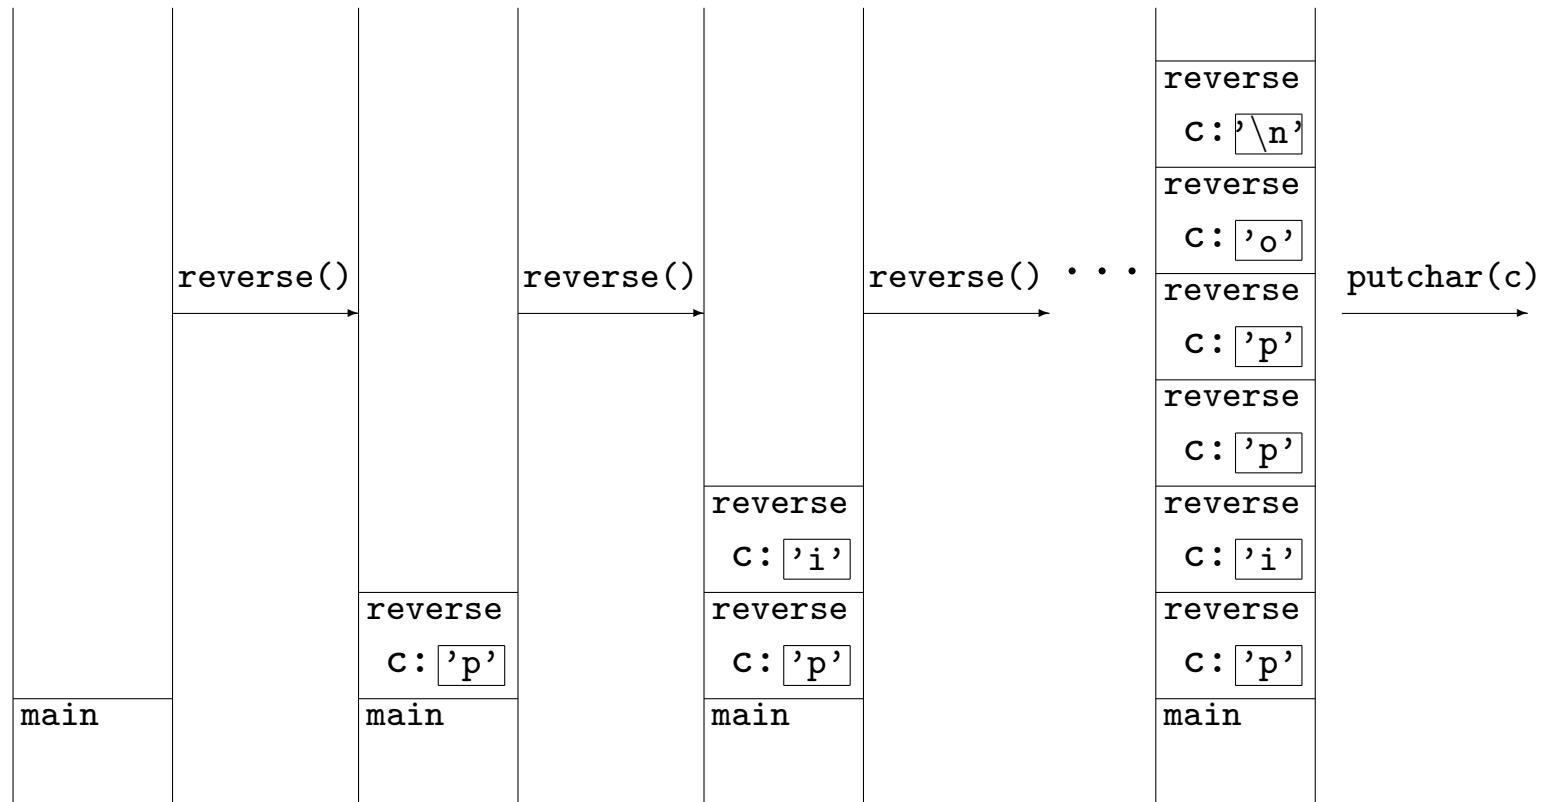 main
reverse()
reverse
c: ’p’
main
reverse()
reverse
c: ’i’
reverse
c: ’p’
main
reverse() ···
reverse
c: ’\n’
reverse
c: ’o’
reverse
c: ’p’
reverse
c: ’p’
reverse
c: ’i’
reverse
c: ’p’
main
putchar(c)